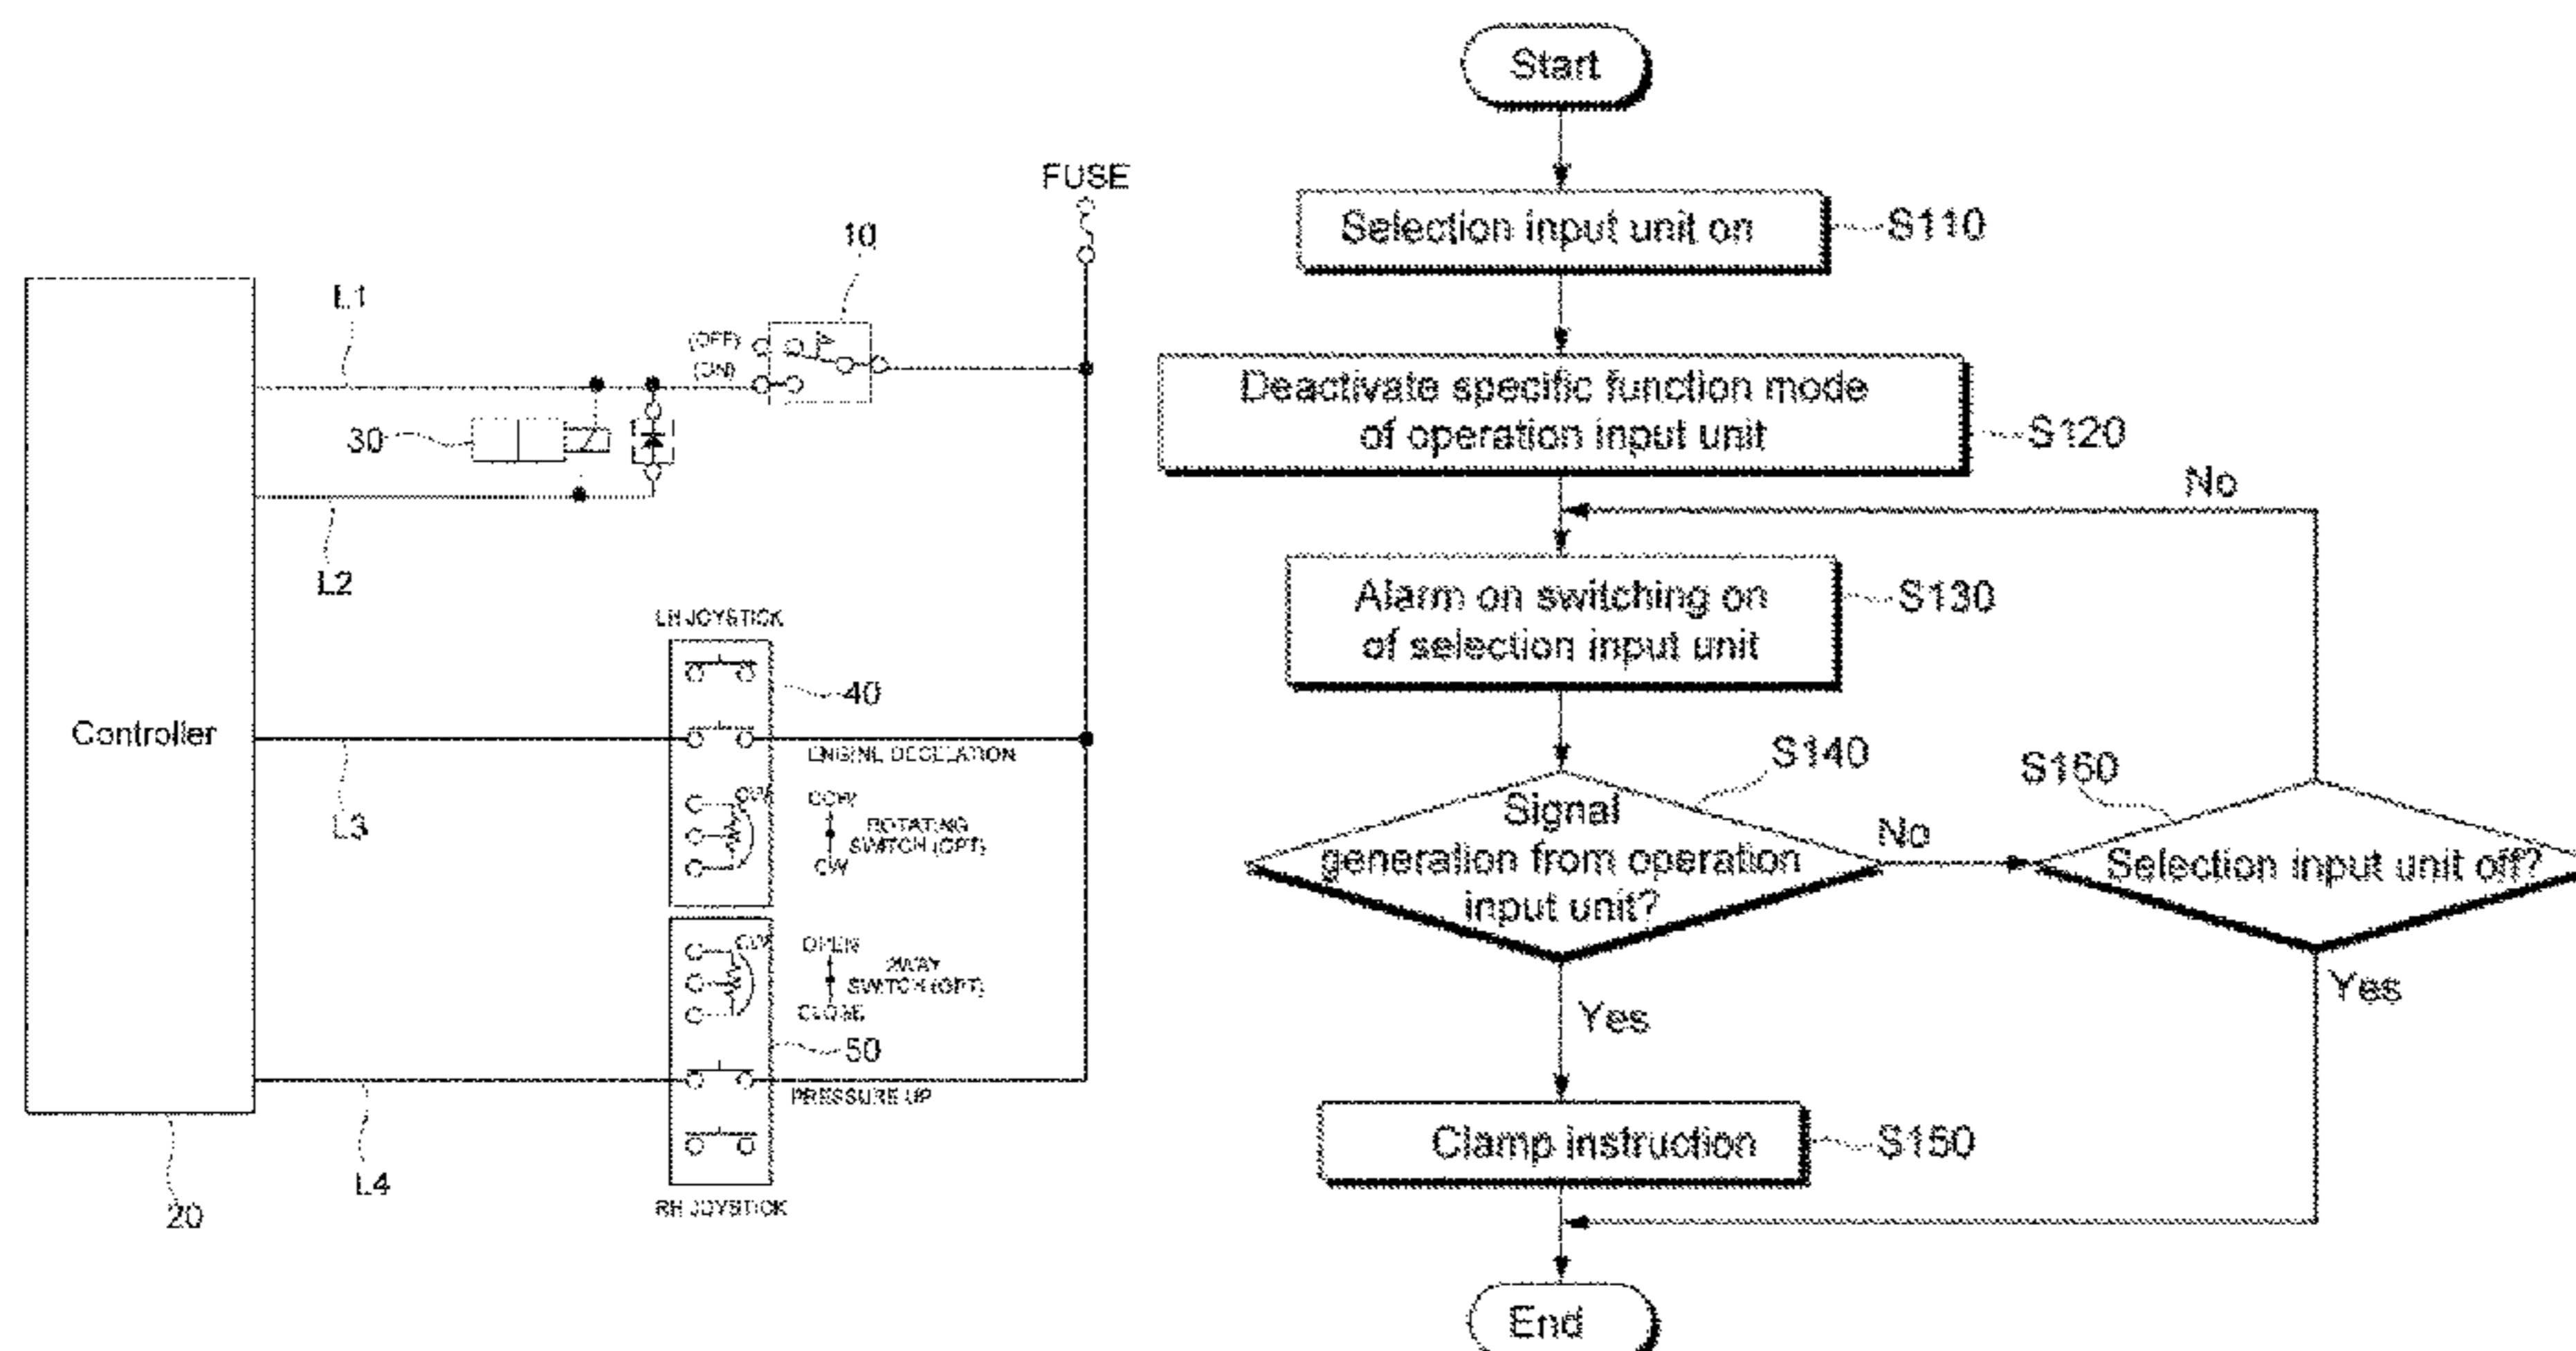 FUSE
10
L1
(OFF)
(ON)
30
L2
LH JOYSTICK
40
Controller
ENGINE DECELATION
L3
CW
CCW
ROTATING
SWITCH (OPT)
CW
CW
OPEN
2WAY
SWITCH (OPT)
CLOSE
50
PRESSURE UP
L4
20
RH JOYSTICK
Start
Selection input unit on
S110
Deactivate specific function mode
of operation input unit
S120
No
Alarm on switching on
of selection input unit
S130
S140
Signal
generation from operation
input unit?
No
S160
Selection input unit off?
Yes
Yes
Clamp instruction
S150
End